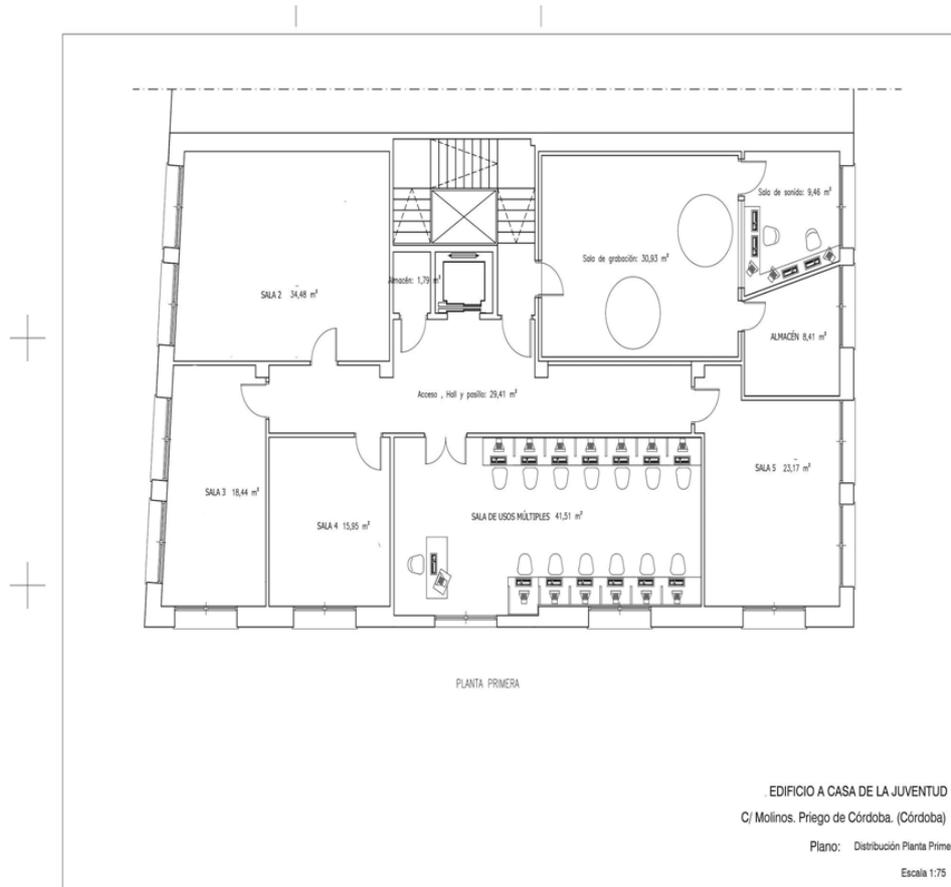 Sala de sonido: 9,46 m²
Sala de grabación: 30,93 m²
Almacén: 1,79 m²
SALA 2 34,48 m²
ALMACÉN 8,41 m²
Acceso , Hall y pasillo: 29,41 m²
SALA 5 23,17 m²
SALA 3 18,44 m²
SALA DE USOS MÚLTIPLES 41,51 m²
SALA 4 15,95 m²
PLANTA PRIMERA
. EDIFICIO A CASA DE LA JUVENTUD
C/ Molinos. Priego de Córdoba. (Córdoba)
Plano: Distribución Planta Prime
Escala 1:75